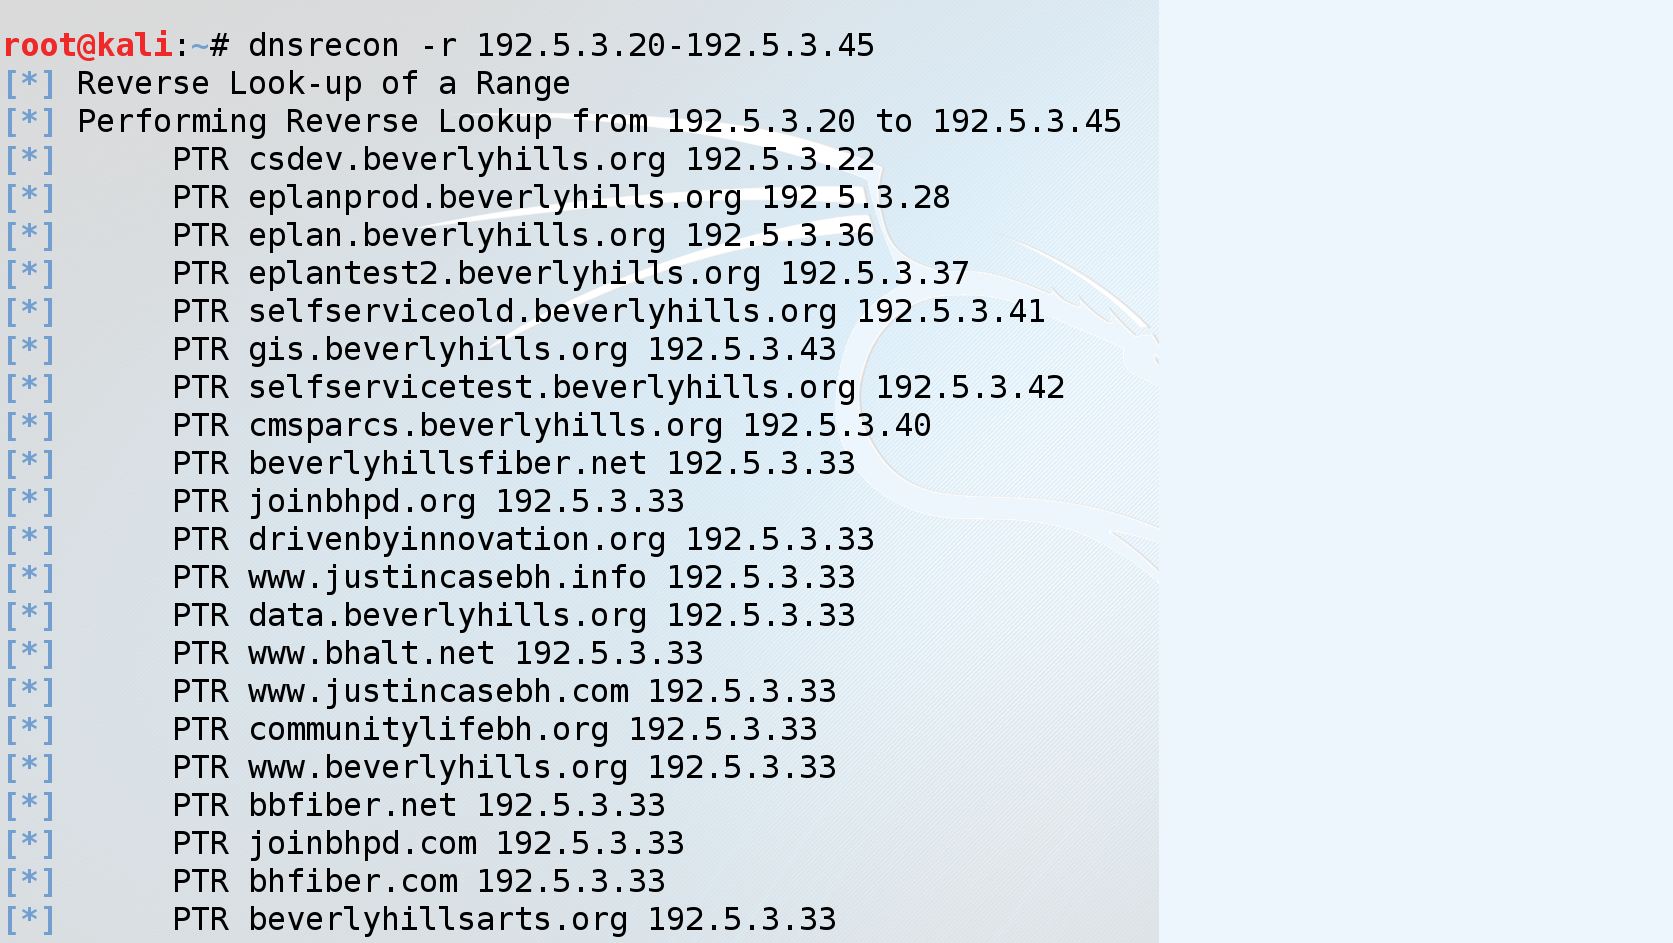 root@kali:~# dnsrecon -r 192.5.3.20-192.5.3.45
[*] Reverse Look-up of a Range
[*] Performing Reverse Lookup from 192.5.3.20 to 192.5.3.45
[*]      PTR csdev.beverlyhills.org 192.5.3.22
[*]      PTR eplanprod.beverlyhills.org 192.5.3.28
[*]      PTR eplan.beverlyhills.org 192.5.3.36
[*]      PTR eplantest2.beverlyhills.org 192.5.3.37
[*]      PTR selfserviceold.beverlyhills.org 192.5.3.41
[*]      PTR gis.beverlyhills.org 192.5.3.43
[*]      PTR selfservicetest.beverlyhills.org 192.5.3.42
[*]      PTR cmsparcs.beverlyhills.org 192.5.3.40
[*]      PTR beverlyhillsfiber.net 192.5.3.33
[*]      PTR joinbhpd.org 192.5.3.33
[*]      PTR drivenbyinnovation.org 192.5.3.33
[*]      PTR www.justincasebh.info 192.5.3.33
[*]      PTR data.beverlyhills.org 192.5.3.33
[*]      PTR www.bhalt.net 192.5.3.33
[*]      PTR www.justincasebh.com 192.5.3.33
[*]      PTR communitylifebh.org 192.5.3.33
[*]      PTR www.beverlyhills.org 192.5.3.33
[*]      PTR bbfiber.net 192.5.3.33
[*]      PTR joinbhpd.com 192.5.3.33
[*]      PTR bhfiber.com 192.5.3.33
[*]      PTR beverlyhillsarts.org 192.5.3.33